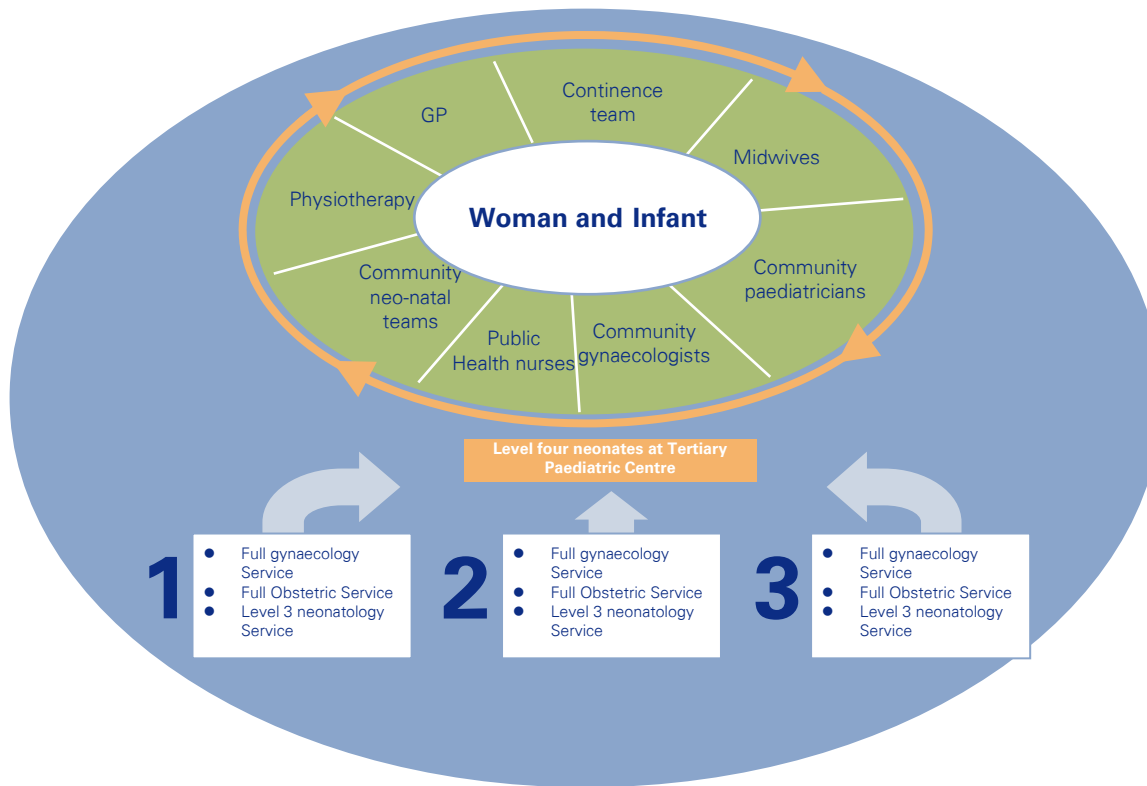 GP
Continence
team
Midwives
Physiotherapy
Woman and Infant
Community
paediatricians
Community
neo-natal
teams
Public
Health nurses
Community
gynaecologists
Level four neonates at Tertiary
Paediatric Centre
1
● Full gynaecology
Service
● Full Obstetric Service
● Level 3 neonatology
Service
2
● Full gynaecology
Service
● Full Obstetric Service
● Level 3 neonatology
Service
3
● Full gynaecology
Service
● Full Obstetric Service
● Level 3 neonatology
Service